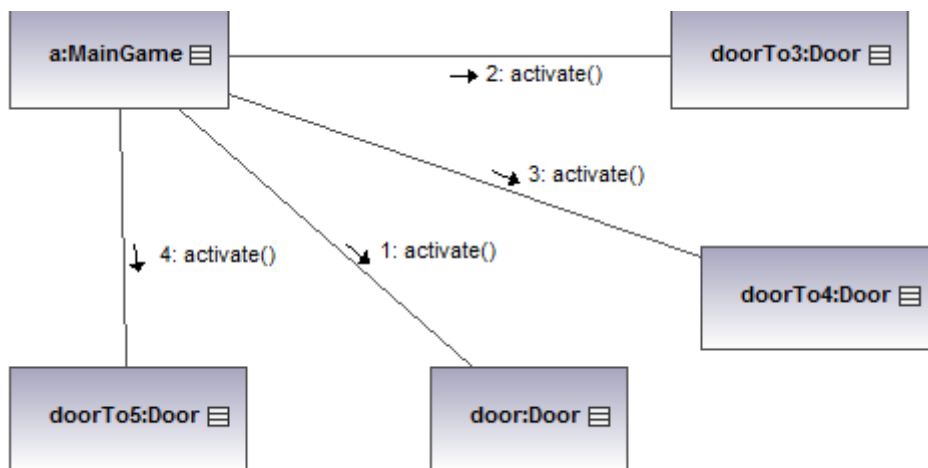 a:MainGame
doorTo3:Door
2: activate()
3: activate()
4: activate()
1: activate()
doorTo4:Door
doorTo5:Door
door:Door